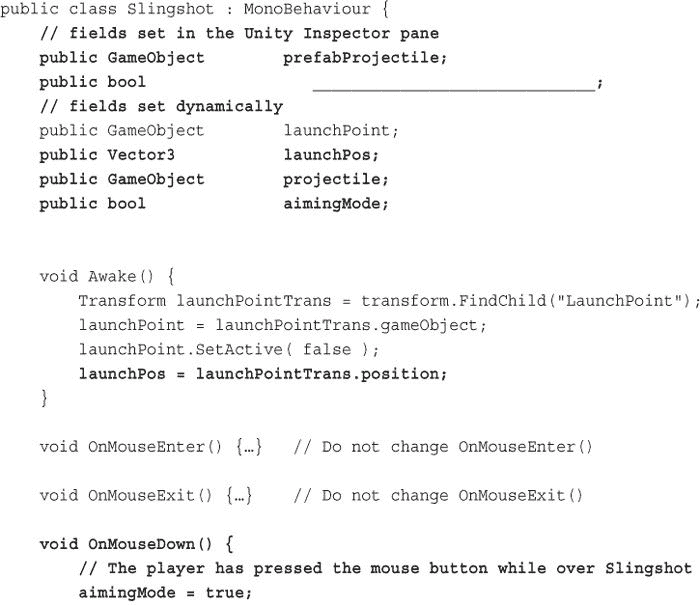 public class Slingshot : MonoBehaviour {
    // fields set in the Unity Inspector pane
    public GameObject        prefabProjectile;
    public bool              _____________________________;
    // fields set dynamically
    public GameObject        launchPoint;
    public Vector3           launchPos;
    public GameObject        projectile;
    public bool              aimingMode;
    void Awake() {
        Transform launchPointTrans = transform.FindChild("LaunchPoint");
        launchPoint = launchPointTrans.gameObject;
        launchPoint.SetActive( false );
        launchPos = launchPointTrans.position;
    }
    void OnMouseEnter() {…}   // Do not change OnMouseEnter()
    void OnMouseExit() {…}    // Do not change OnMouseExit()
    void OnMouseDown() {
        // The player has pressed the mouse button while over Slingshot
        aimingMode = true;